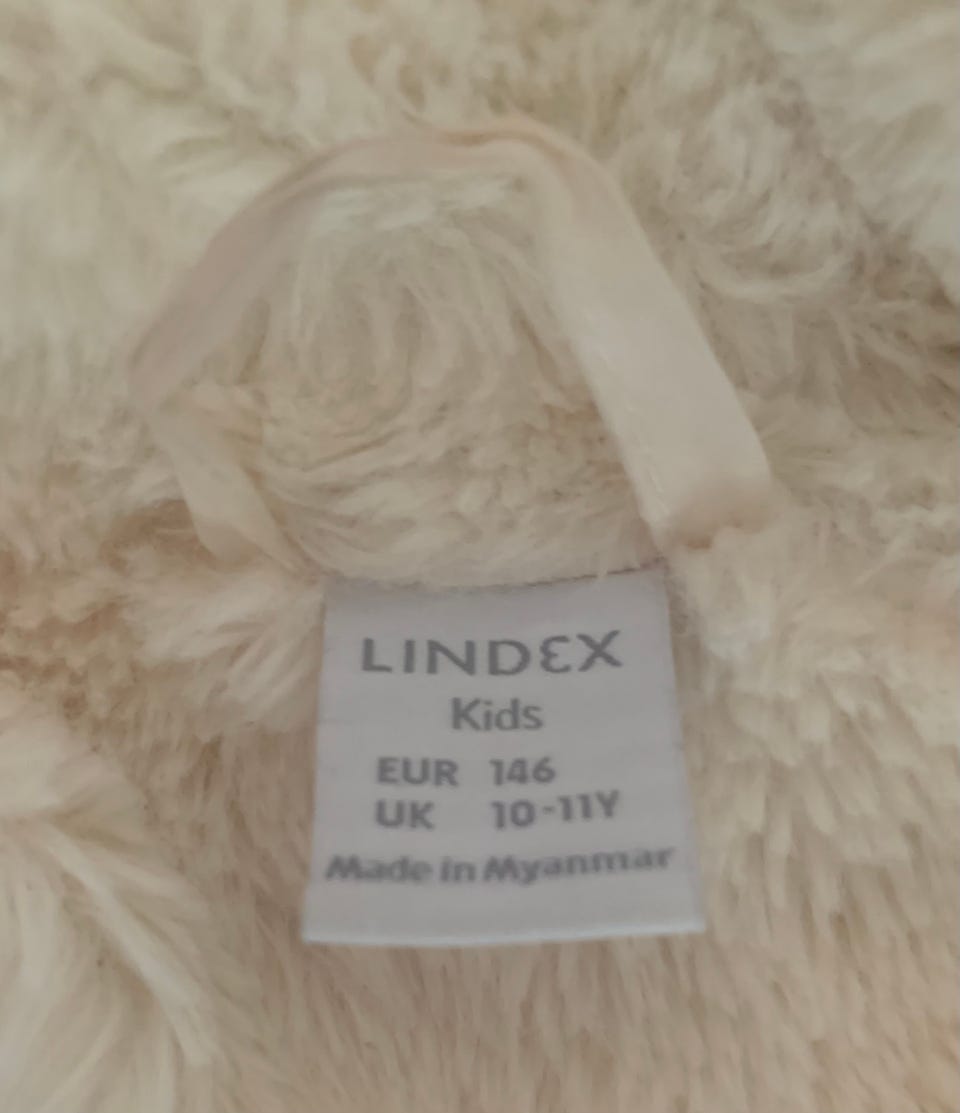 LINDEX
Kids
EUR 146
UK 10-11Y
Made in Myanmar